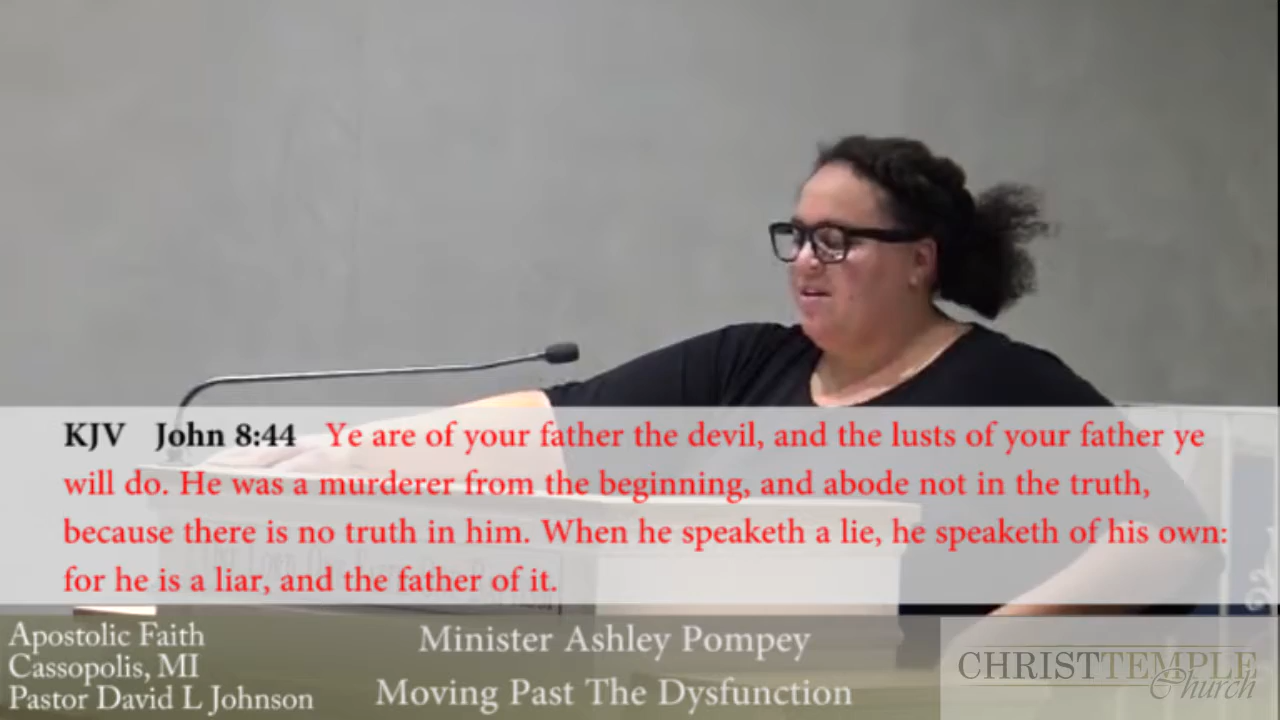 KJV John 8:44 Ye are of your father the devil, and the lusts of your father ye
will do. He was a murderer from the beginning, and abode not in the truth,
because there is no truth in him. When he speaketh a lie, he speaketh of his own:
for he is a liar, and the father of it.
Apostolic Faith
Cassopolis, MI
Pastor David L Johnson
Minister Ashley Pompey
Moving Past The Dysfunction
CHRISTTEMPLE
Church